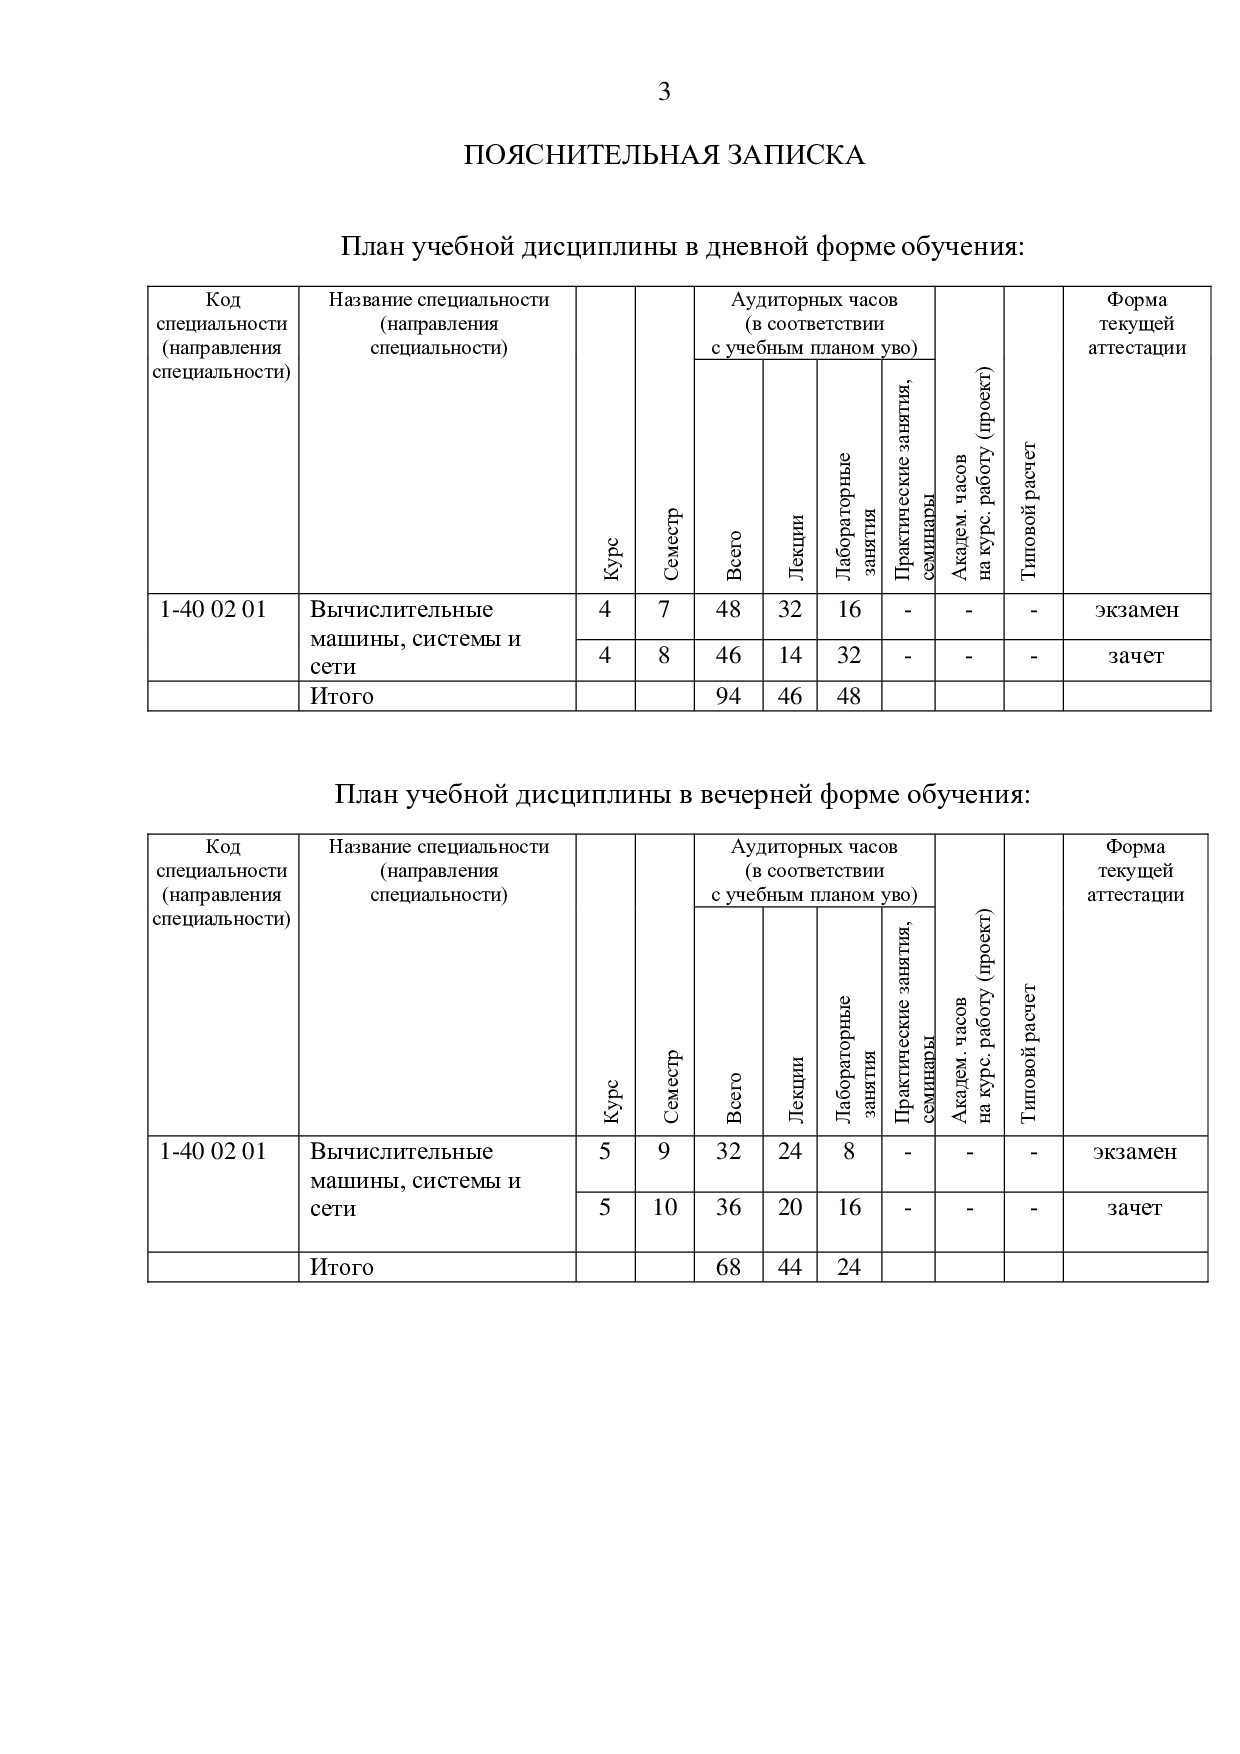 3
ПОЯСНИТЕЛЬНАЯ ЗАПИСКА
План учебной дисциплины в дневной форме обучения:
Код
специальности
(направления
специальности)
Название специальности
(направления
специальности)
Курс
Семестр
Аудиторных часов
(в соответствии
с учебным планом уво)
Всего
Лекции
Лабораторные
занятия
Практические занятия,
семинары
Академ. часов
на курс. работу (проект)
Типовой расчет
Форма
текущей
аттестации
1-40 02 01
Вычислительные
машины, системы и
сети
4 7 48 32 16 - - - экзамен
4 8 46 14 32 - - - зачет
Итого 94 46 48
План учебной дисциплины в вечерней форме обучения:
Код
специальности
(направления
специальности)
Название специальности
(направления
специальности)
Курс
Семестр
Аудиторных часов
(в соответствии
с учебным планом уво)
Всего
Лекции
Лабораторные
занятия
Практические занятия,
семинары
Академ. часов
на курс. работу (проект)
Типовой расчет
Форма
текущей
аттестации
1-40 02 01
Вычислительные
машины, системы и
сети
5 9 32 24 8 - - - экзамен
5 10 36 20 16 - - - зачет
Итого 68 44 24